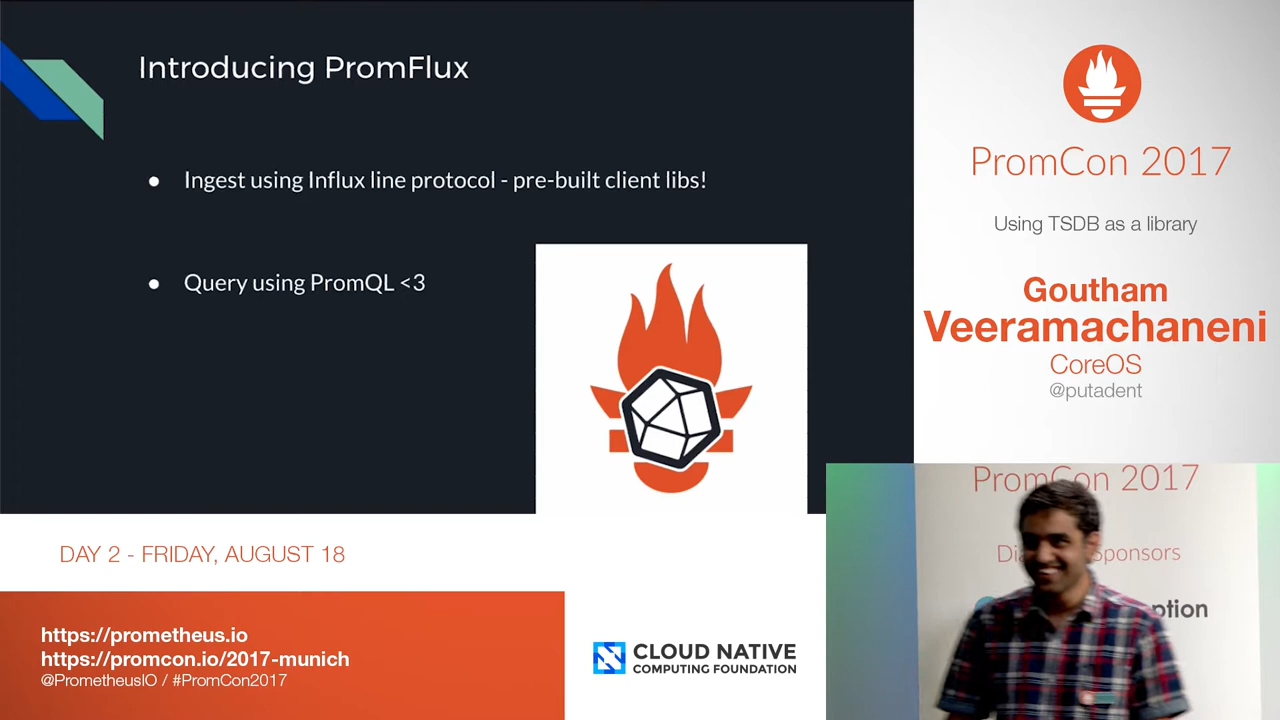 Introducing PromFlux
● Ingest using Influx line protocol - pre-built client libs!
● Query using PromQL <3
PromCon 2017
Using TSDB as a library
Goutham
Veeramachaneni
CoreOS
@putadent
PromCon 2017
Sponsors
DAY 2 - FRIDAY, AUGUST 18
https://prometheus.io
https://promcon.io/2017-munich
@PrometheusIO / #PromCon2017
CLOUD NATIVE
COMPUTING FOUNDATION